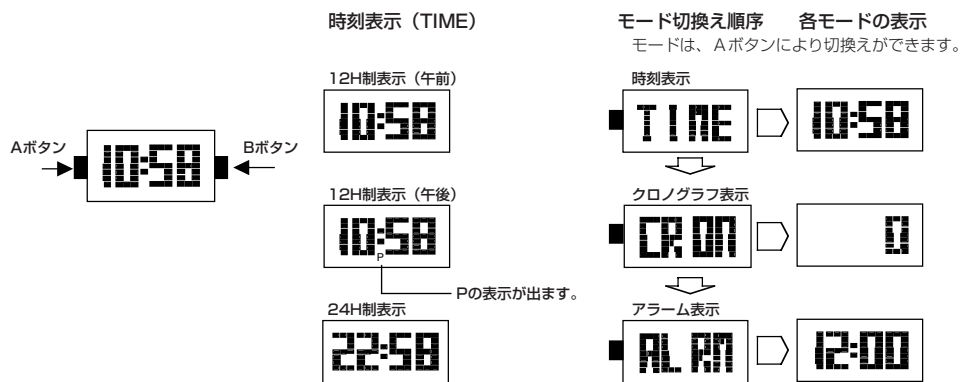 時刻表示（TIME）
モード切換え順序 各モードの表示
モードは、Aボタンにより切換えができます。
12H制表示（午前）
10:58
Aボタン
10:58
Bボタン
12H制表示（午後）
10:58
P
Pの表示が出ます。
24H制表示
22:58
時刻表示
TIME
10:58
クロノグラフ表示
CR ON
0
アラーム表示
ALRM
12:00